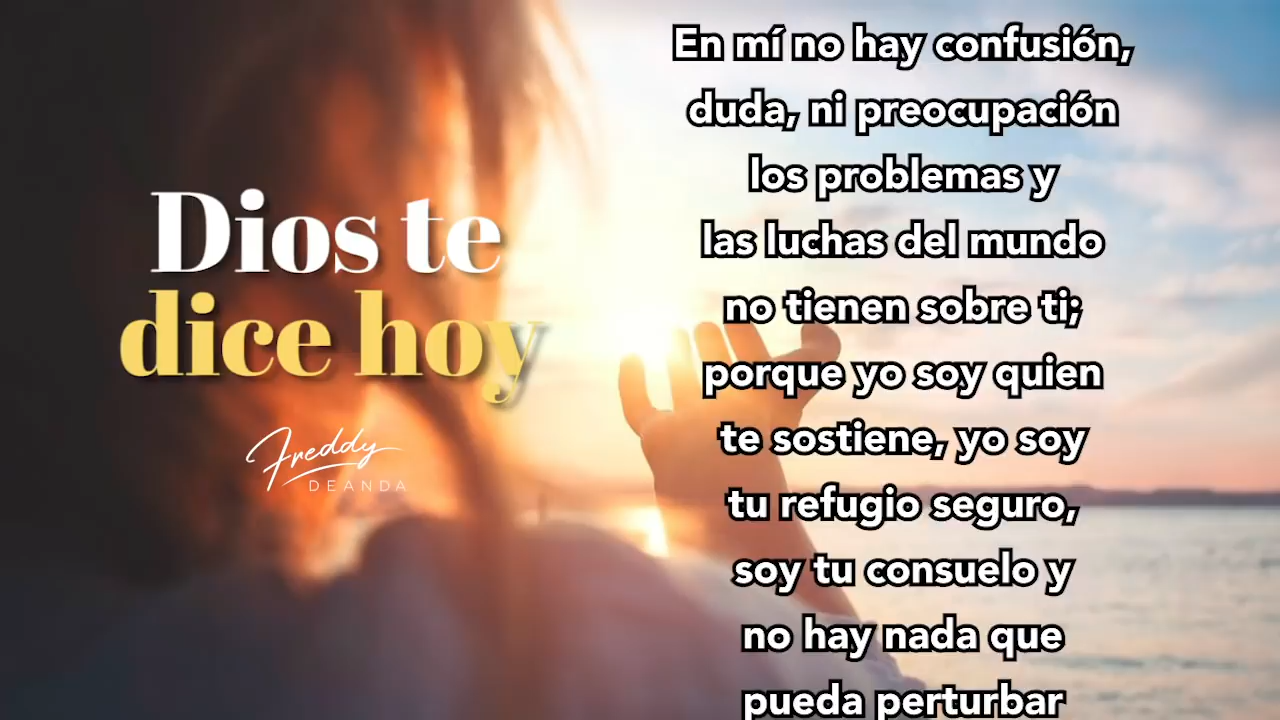 Dios te
dice hoy
Freddy
DEANDA
En mí no hay confusión,
duda, ni preocupación
los problemas y
las luchas del mundo
no tienen sobre ti;
porque yo soy quien
te sostiene, yo soy
tu refugio seguro,
soy tu consuelo y
no hay nada que
pueda perturbar